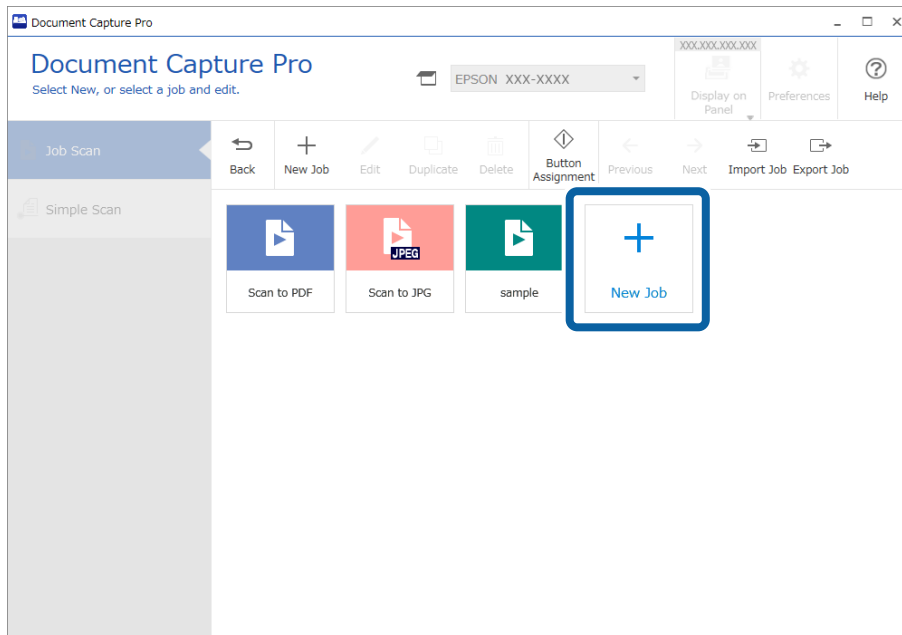 Document Capture Pro
Document Capture Pro
Select New, or select a job and edit.
EPSON XXX-XXXX
XXX.XXX.XXX.XXX
Display on
Panel
Preferences
Help
Job Scan
Simple Scan
Back
New Job
Edit
Duplicate
Delete
Button
Assignment
Previous
Next
Import Job
Export Job
JPEG
Scan to PDF
Scan to JPG
sample
New Job